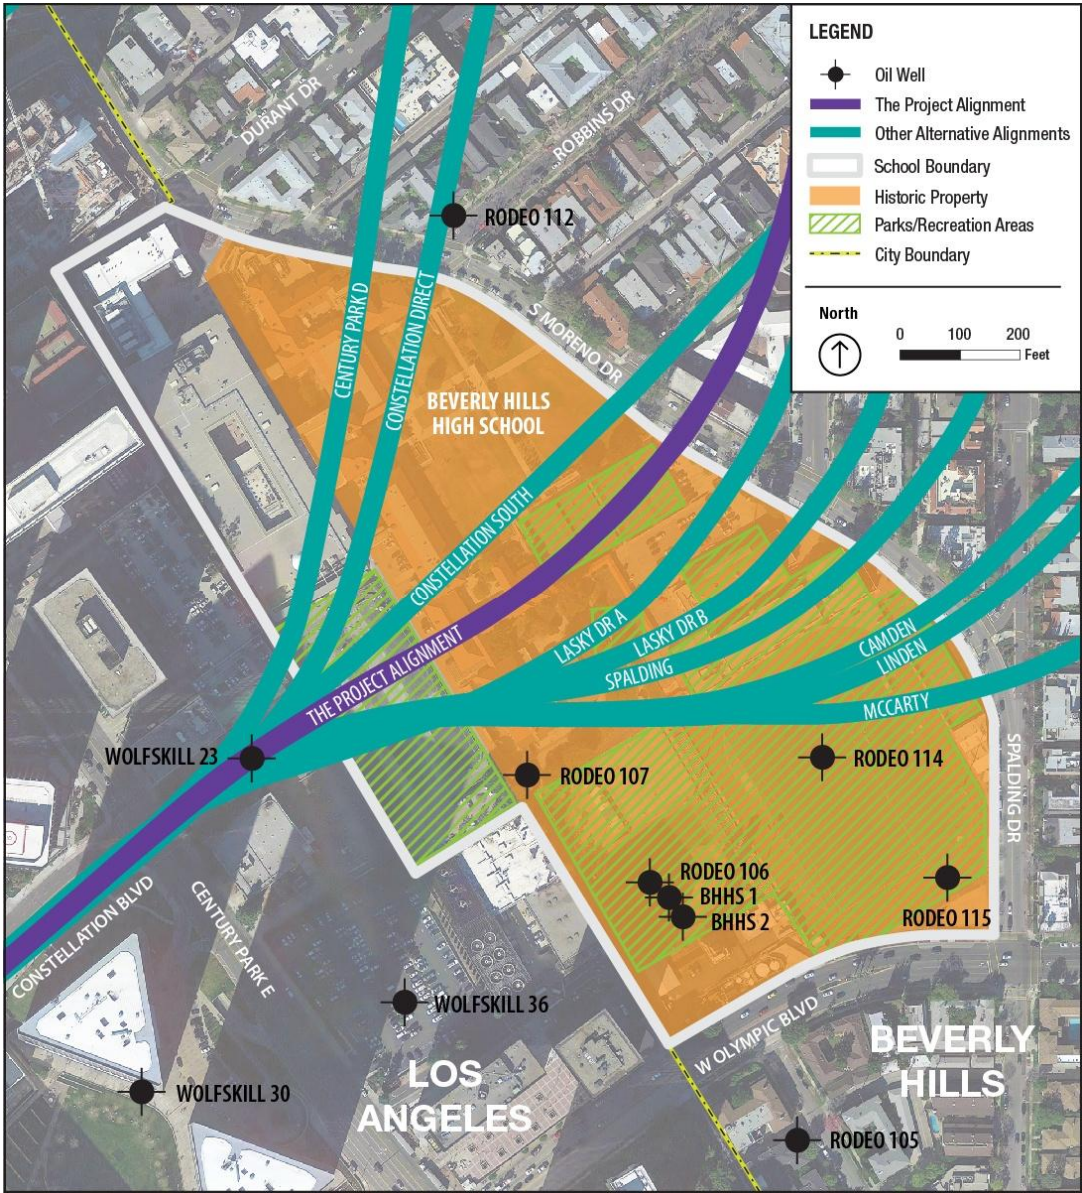 LEGEND
Oil Well
The Project Alignment
Other Alternative Alignments
School Boundary
Historic Property
Parks/Recreation Areas
City Boundary
North
0 100 200
Feet
DURANT DR
ROBBINS DR
RODEO 112
CENTURY PARK D
CONSTELLATION DIRECT
S MORENO DR
BEVERLY HILLS
HIGH SCHOOL
CONSTELLATION SOUTH
THE PROJECT ALIGNMENT
LASKY DR A
LASKY DR B
SPALDING
CAMDEN
LINDEN
MCCARTY
WOLFSKILL 23
RODEO 107
RODEO 114
SPALDING DR
RODEO 106
BHHS 1
BHHS 2
RODEO 115
CONSTELLATION BLVD
CENTURY PARK E
WOLFSKILL 36
W OLYMPIC BLVD
BEVERLY
HILLS
LOS
ANGELES
WOLFSKILL 30
RODEO 105